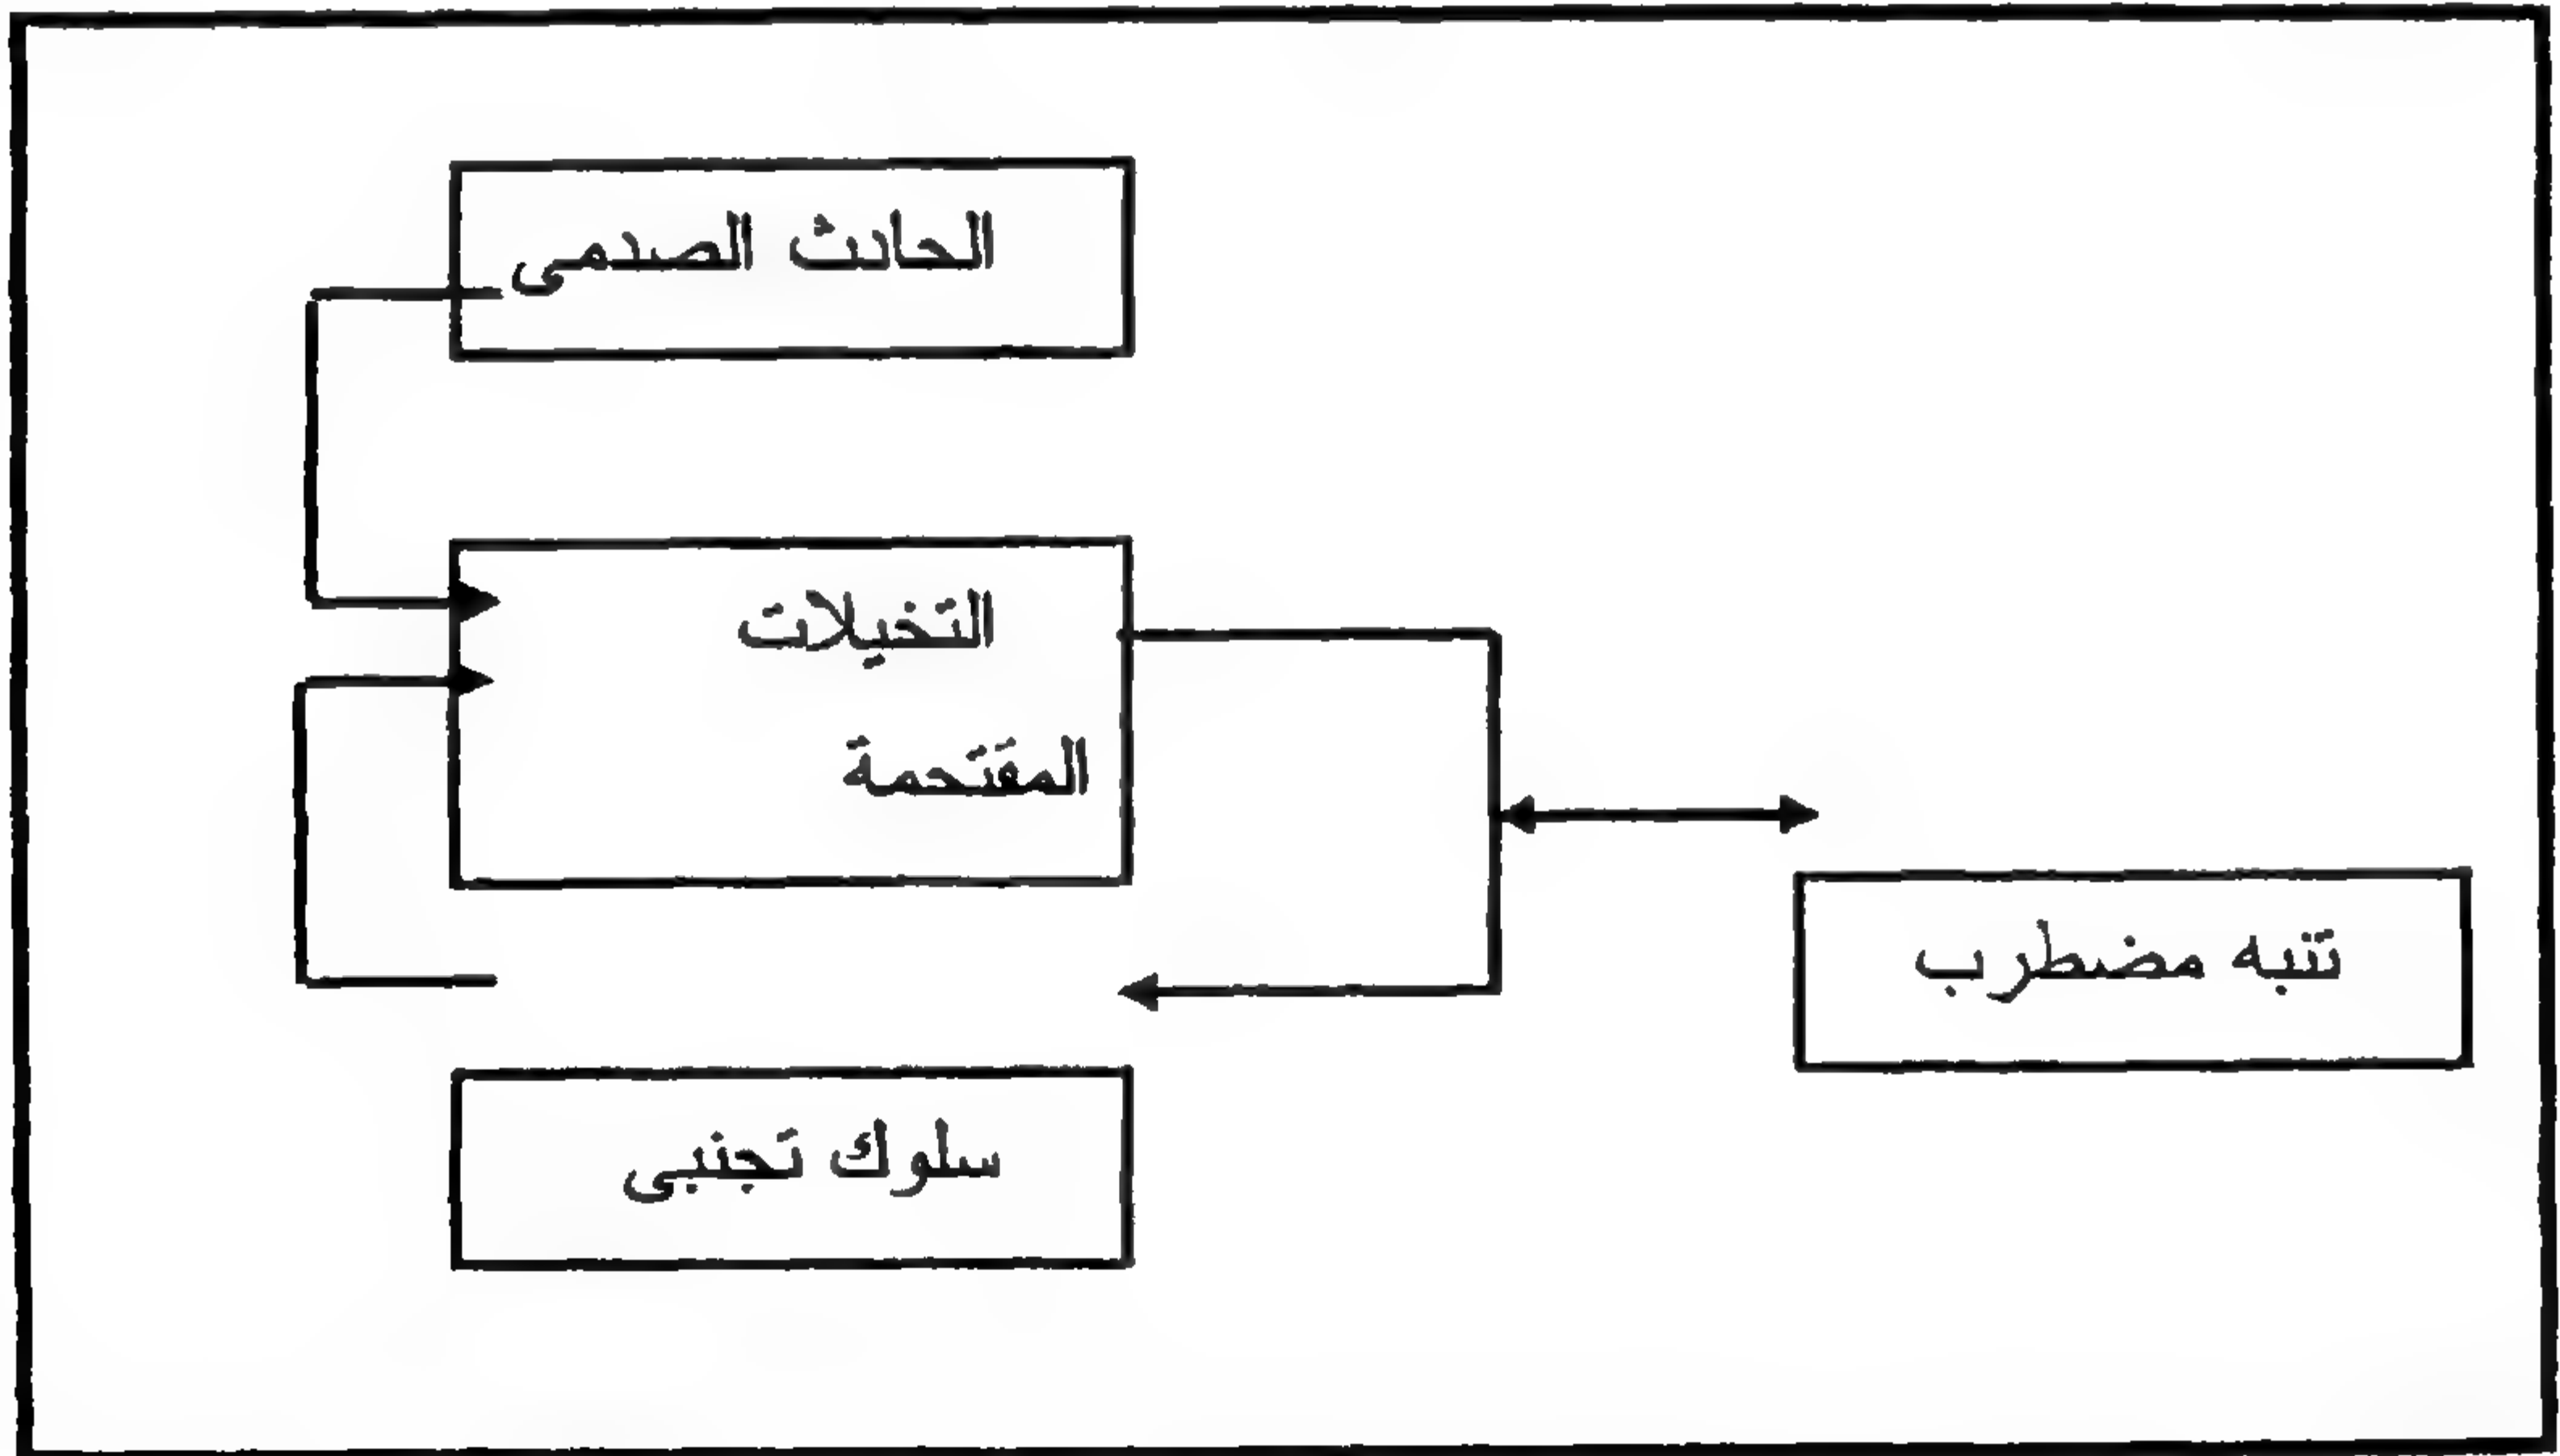 الحادث الصدمى
التخيلات
المقتحمة
تنبه مضطرب
سلوك تجنبى